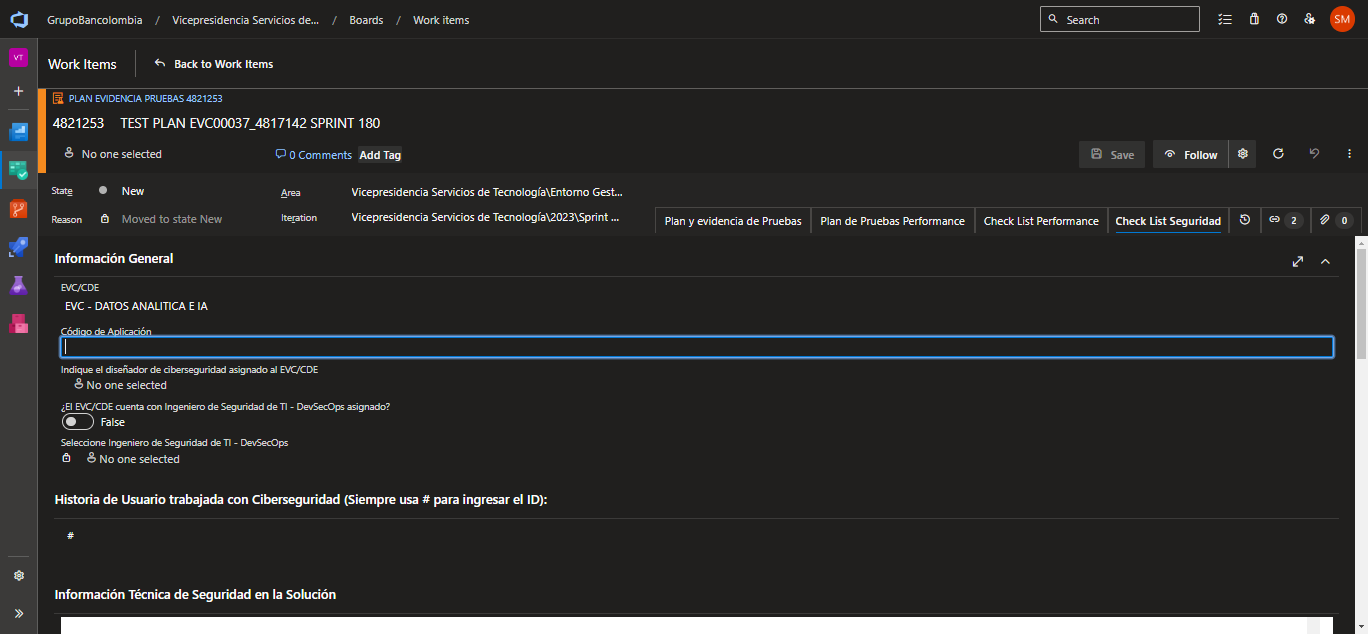 GrupoBancolombia / Vicepresidencia Servicios de... / Boards / Work items
Search
SM
VT
Work Items
Back to Work Items
PLAN EVIDENCIA PRUEBAS 4821253
4821253 TEST PLAN EVC00037_4817142 SPRINT 180
No one selected
0 Comments
Add Tag
Save
Follow
State
New
Area
Vicepresidencia Servicios de Tecnología\Entorno Gest...
Reason
Moved to state New
Iteration
Vicepresidencia Servicios de Tecnología\2023\Sprint ...
Plan y evidencia de Pruebas
Plan de Pruebas Performance
Check List Performance
Check List Seguridad
2
0
Información General
EVC/CDE
EVC - DATOS ANALITICA E IA
Código de Aplicación
Indique el diseñador de ciberseguridad asignado al EVC/CDE
No one selected
¿El EVC/CDE cuenta con Ingeniero de Seguridad de TI - DevSecOps asignado?
False
Seleccione Ingeniero de Seguridad de TI - DevSecOps
No one selected
Historia de Usuario trabajada con Ciberseguridad (Siempre usa # para ingresar el ID):
#
Información Técnica de Seguridad en la Solución